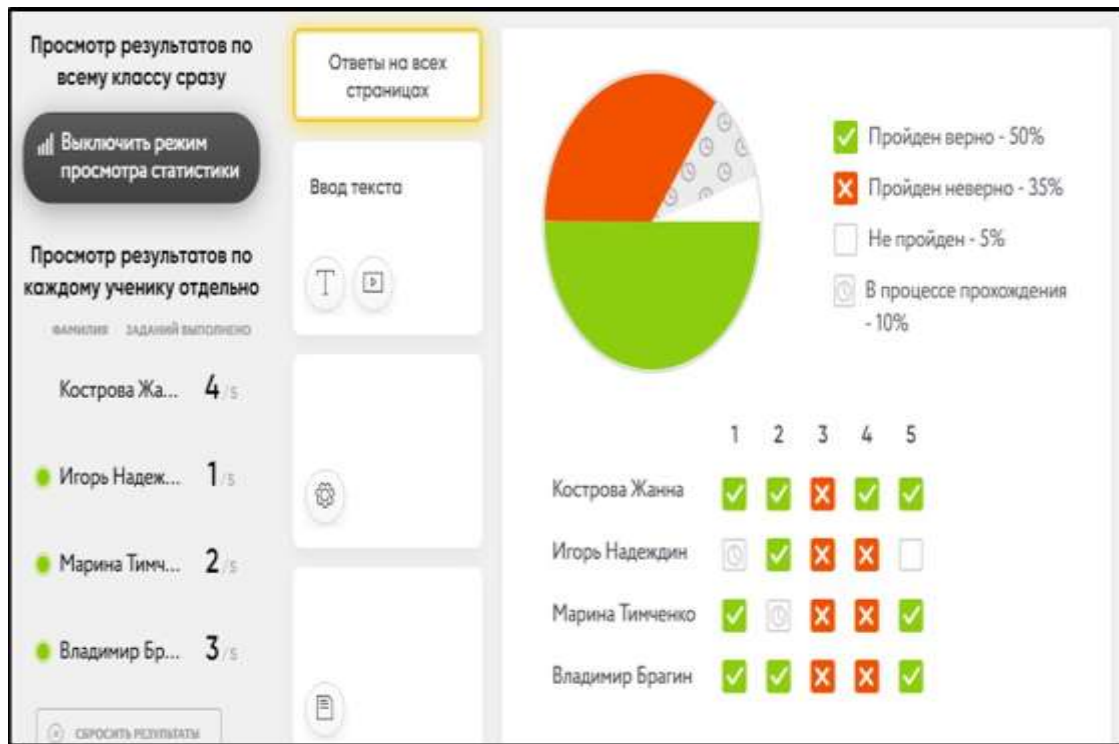 Просмотр результатов по
всему классу сразу
Выключить режим
просмотра статистики
Просмотр результатов по
каждому ученику отдельно
ФАМИЛИЯ ЗАДАНИЙ ВЫПОЛНЕНО
Кострова Жа... 4 /5
Игорь Надеж... 1 /5
Марина Тимч... 2 /5
Владимир Бр... 3 /5
СБРОСИТЬ РЕЗУЛЬТАТЫ
Ответы на всех
страницах
Ввод текста
T
Пройден верно - 50%
Пройден неверно - 35%
Не пройден - 5%
В процессе прохождения
- 10%
1 2 3 4 5
Кострова Жанна
Игорь Надеждин
Марина Тимченко
Владимир Брагин